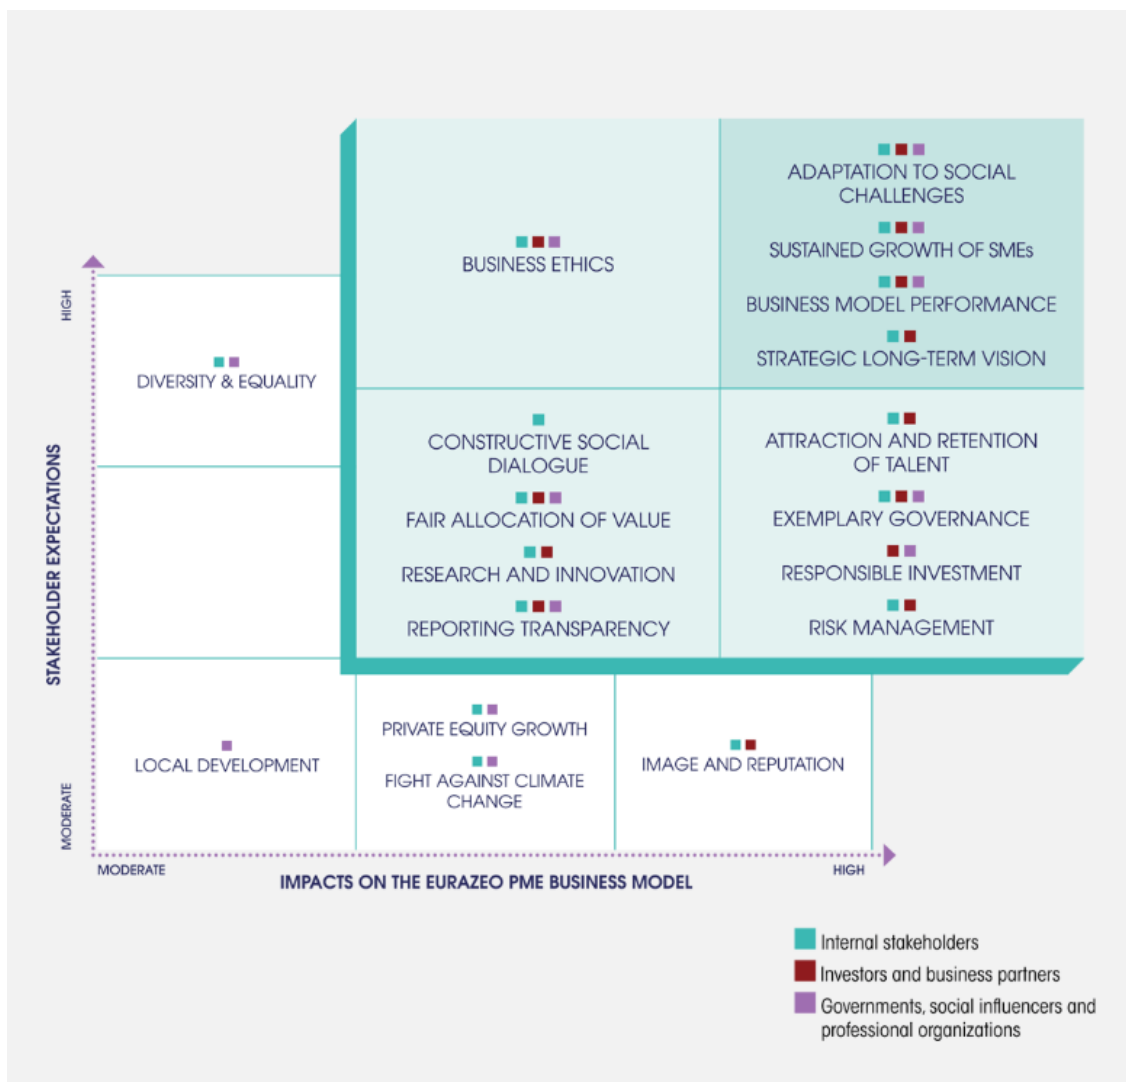 ADAPTATION TO SOCIAL
CHALLENGES
SUSTAINED GROWTH OF SMEs
BUSINESS MODEL PERFORMANCE
STRATEGIC LONG-TERM VISION
BUSINESS ETHICS
HIGH
DIVERSITY & EQUALITY
CONSTRUCTIVE SOCIAL
DIALOGUE
FAIR ALLOCATION OF VALUE
RESEARCH AND INNOVATION
REPORTING TRANSPARENCY
ATTRACTION AND RETENTION
OF TALENT
EXEMPLARY GOVERNANCE
RESPONSIBLE INVESTMENT
RISK MANAGEMENT
STAKEHOLDER EXPECTATIONS
LOCAL DEVELOPMENT
PRIVATE EQUITY GROWTH
FIGHT AGAINST CLIMATE
CHANGE
IMAGE AND REPUTATION
MODERATE
MODERATE
HIGH
IMPACTS ON THE EURAZEO PME BUSINESS MODEL
Internal stakeholders
Investors and business partners
Governments, social influencers and
professional organizations